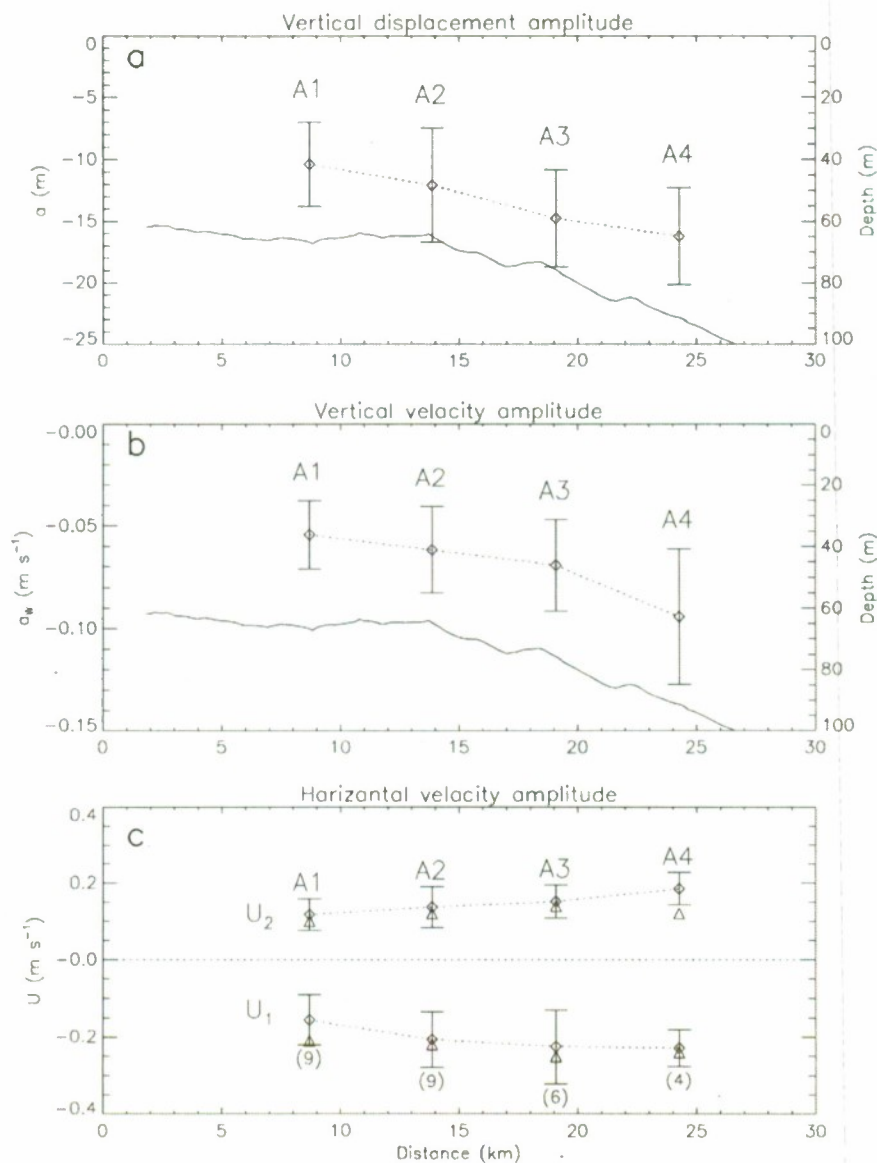 Vertical displacement amplitude
a
A1
A2
A3
A4
0
−5
−10
−15
−20
−25
a (m)
0
20
40
60
80
100
Depth (m)
0 5 10 15 20 25 30
Vertical velocity amplitude
b
A1
A2
A3
A4
−0.00
−0.05
−0.10
−0.15
a_w (m s⁻¹)
0
20
40
60
80
100
Depth (m)
0 5 10 15 20 25 30
Harizantal velocity amplitude
c
A1
A2
A3
A4
U₂
U₁
0.4
0.2
−0.0
−0.2
−0.4
U (m s⁻¹)
(9)
(9)
(6)
(4)
0 5 10 15 20 25 30
Distance (km)